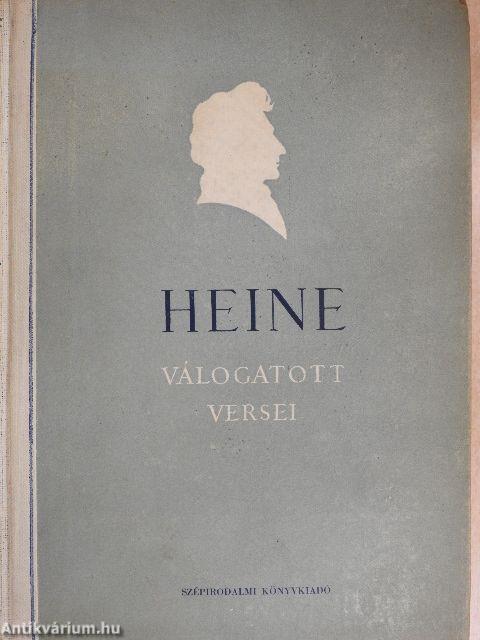 HEINE
VÁLOGATOTT
VERSEI
SZÉPIRODALMI KÖNYVKIADÓ
Antikvárium.hu